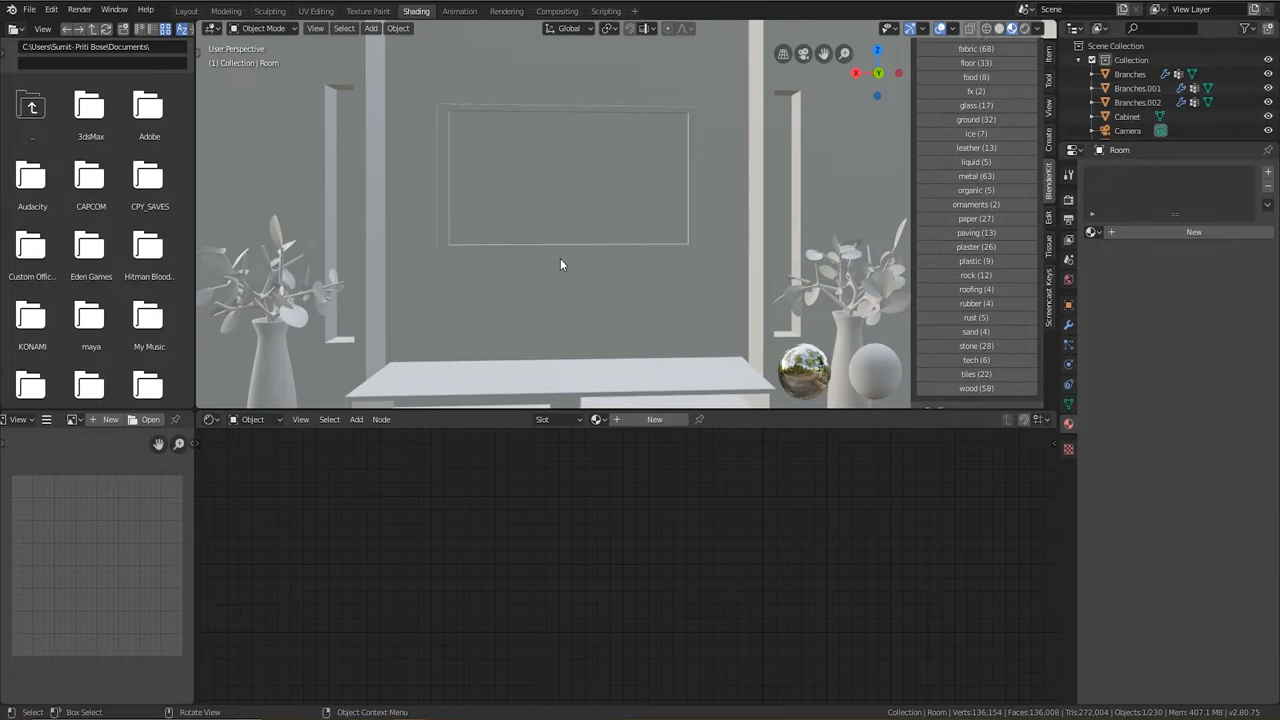 File Edit Render Window Help Layout Modeling Sculpting UV Editing Texture Paint Shading Animation Rendering Compositing Scripting + Scene View Layer
View Object Mode View Select Add Object Global
C:\Users\Sumit- Priti Bose\Documents\
..
3dsMax
Adobe
Audacity
CAPCOM
CPY_SAVES
Custom Offic..
Eden Games
Hitman Blood..
KONAMI
maya
My Music
User Perspective
(1) Collection | Room
Z
X
Y
fabric (68)
floor (33)
food (8)
fx (2)
glass (17)
ground (32)
ice (7)
leather (13)
liquid (5)
metal (63)
organic (5)
ornaments (2)
paper (27)
paving (13)
plaster (26)
plastic (9)
rock (12)
roofing (4)
rubber (4)
rust (5)
sand (4)
stone (28)
tech (6)
tiles (22)
wood (58)
Item
Tool
View
Create
BlenderKit
Edit
Tissue
Screencast Keys
Scene Collection
Collection
Branches
Branches.001
Branches.002
Cabinet
Camera
Room
+ New
View + New Open
Object View Select Add Node Slot + New
Select Box Select Rotate View Object Context Menu
Collection | Room | Verts:136,154 | Faces:136,008 | Tris:272,004 | Objects:1/230 | Mem: 407.1 MB | v2.80.75